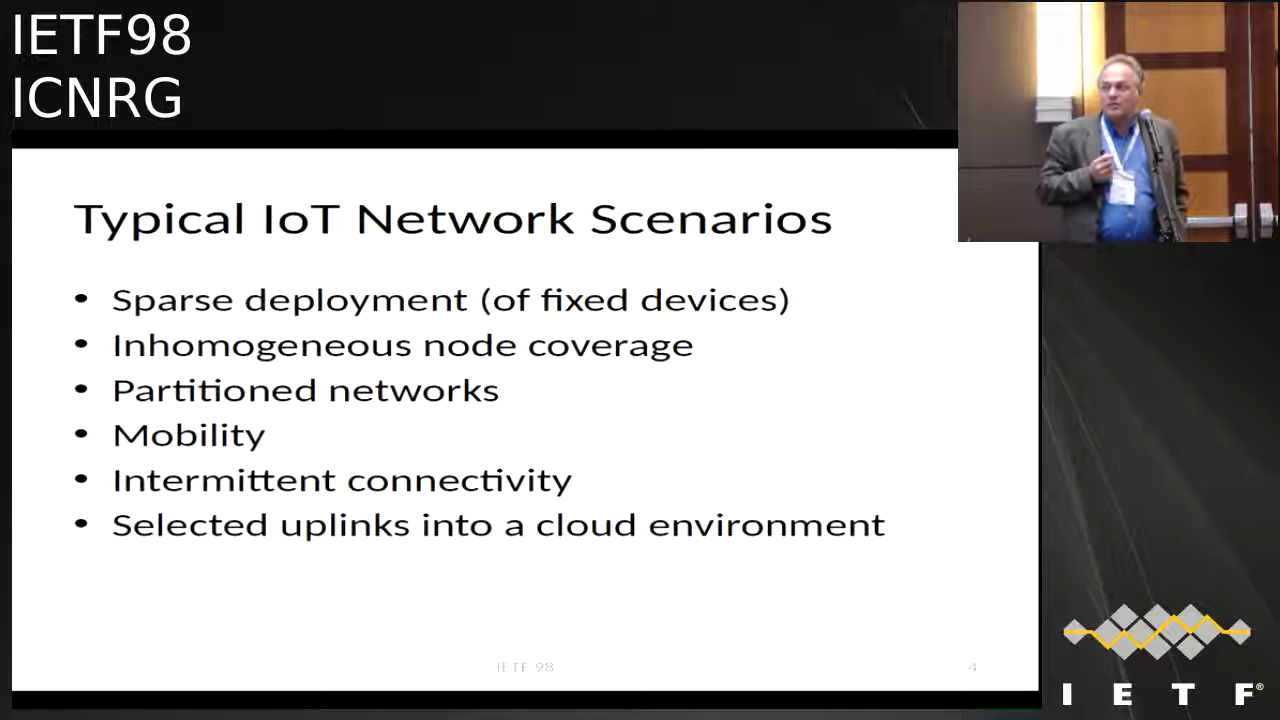 IETF98
ICNRG
Typical IoT Network Scenarios
• Sparse deployment (of fixed devices)
• Inhomogeneous node coverage
• Partitioned networks
• Mobility
• Intermittent connectivity
• Selected uplinks into a cloud environment
IETF 98
4
I E T F®